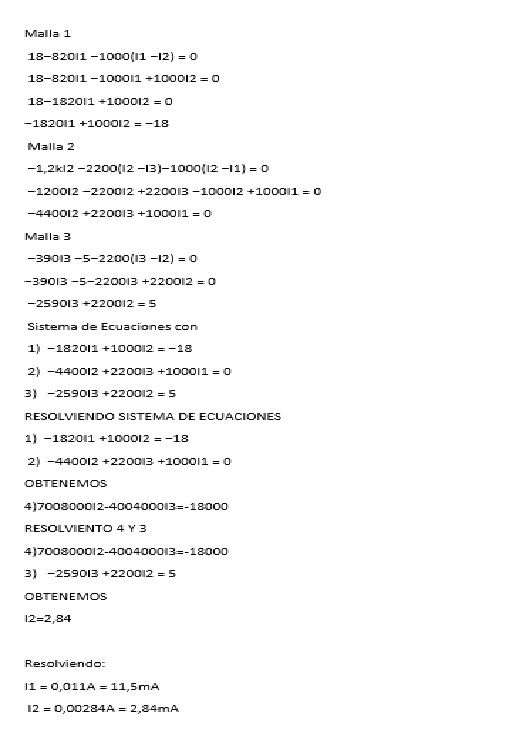 Malla 1
18−820I1 −1000(I1 −I2) = 0
18−820I1 −1000I1 +1000I2 = 0
18−1820I1 +1000I2 = 0
−1820I1 +1000I2 = −18
Malla 2
−1,2kI2 −2200(I2 −I3)−1000(I2 −I1) = 0
−1200I2 −2200I2 +2200I3 −1000I2 +1000I1 = 0
−4400I2 +2200I3 +1000I1 = 0
Malla 3
−390I3 −5−2200(I3 −I2) = 0
−390I3 −5−2200I3 +2200I2 = 0
−2590I3 +2200I2 = 5
Sistema de Ecuaciones con
1) −1820I1 +1000I2 = −18
2) −4400I2 +2200I3 +1000I1 = 0
3) −2590I3 +2200I2 = 5
RESOLVIENDO SISTEMA DE ECUACIONES
1) −1820I1 +1000I2 = −18
2) −4400I2 +2200I3 +1000I1 = 0
OBTENEMOS
4)7008000I2-4004000I3=-18000
RESOLVIENTO 4 Y 3
4)7008000I2-4004000I3=-18000
3) −2590I3 +2200I2 = 5
OBTENEMOS
I2=2,84
Resolviendo:
I1 = 0,011A = 11,5mA
I2 = 0,00284A = 2,84mA